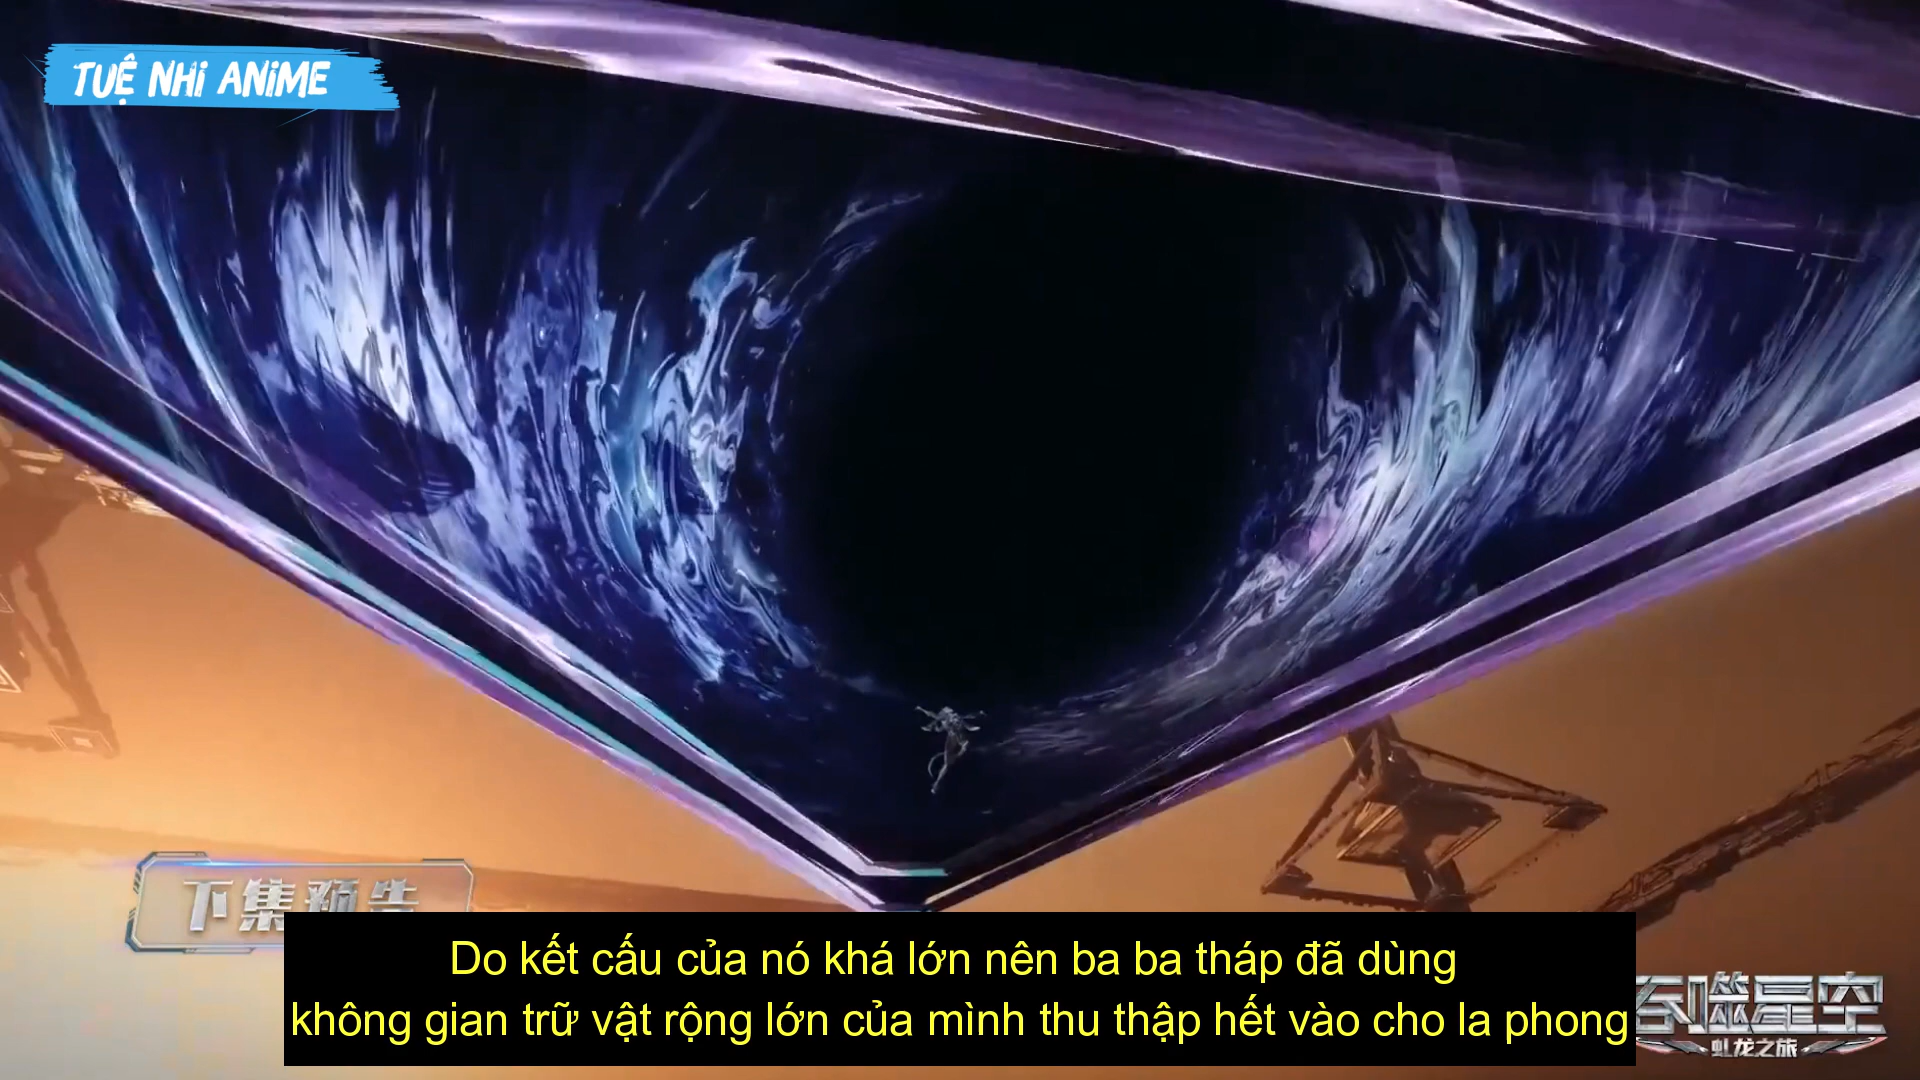 TUỆ NHI ANIME
下集预告
Do kết cấu của nó khá lớn nên ba ba tháp đã dùng
không gian trữ vật rộng lớn của mình thu thập hết vào cho la phong
吞噬星空
虬龙之旅